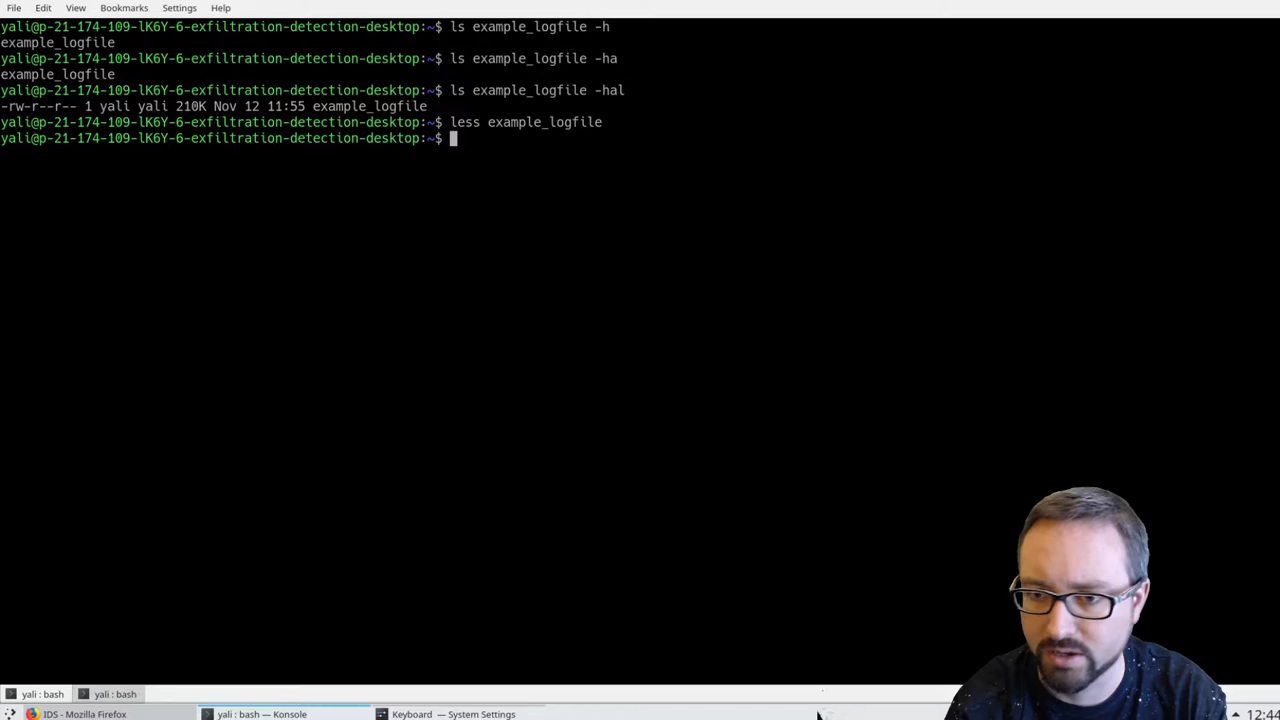 File Edit View Bookmarks Settings Help
yali@p-21-174-109-lK6Y-6-exfiltration-detection-desktop:~$ ls example_logfile -h
example_logfile
yali@p-21-174-109-lK6Y-6-exfiltration-detection-desktop:~$ ls example_logfile -ha
example_logfile
yali@p-21-174-109-lK6Y-6-exfiltration-detection-desktop:~$ ls example_logfile -hal
-rw-r--r-- 1 yali yali 210K Nov 12 11:55 example_logfile
yali@p-21-174-109-lK6Y-6-exfiltration-detection-desktop:~$ less example_logfile
yali@p-21-174-109-lK6Y-6-exfiltration-detection-desktop:~$
yali : bash yali : bash
IDS - Mozilla Firefox yali : bash — Konsole Keyboard — System Settings 12:44